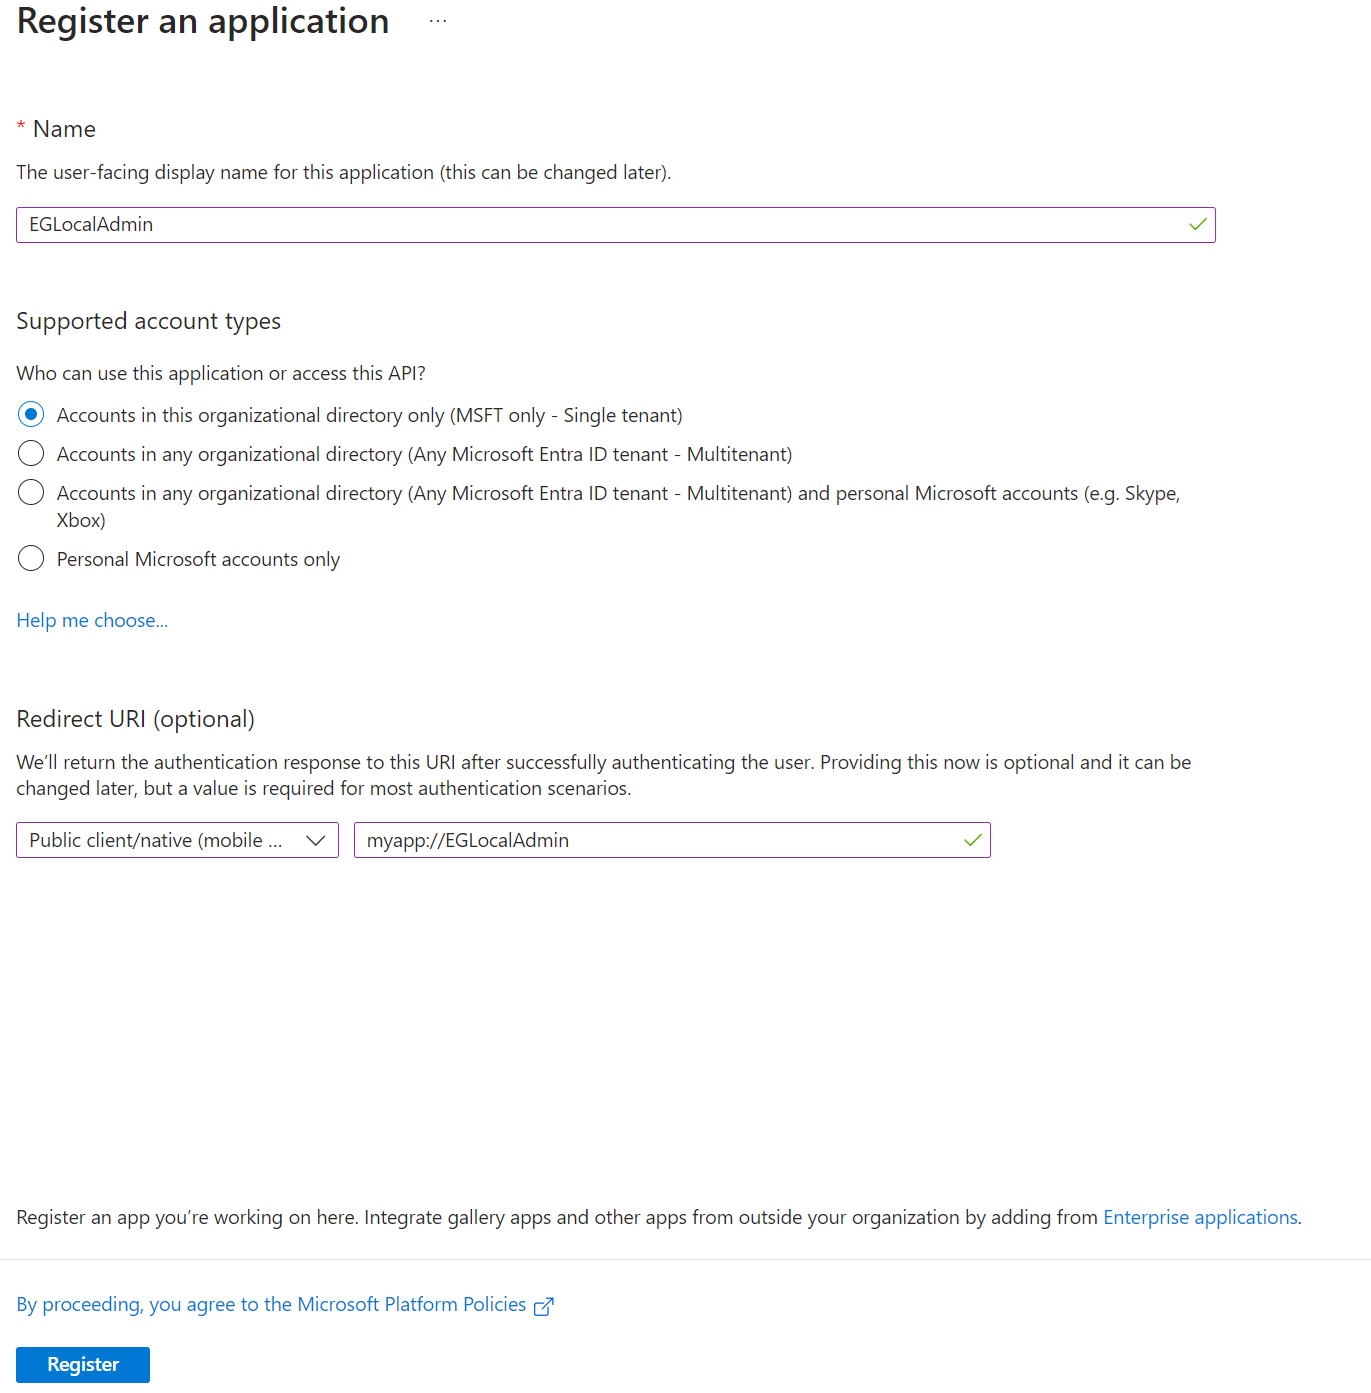 Register an application ...
* Name
The user-facing display name for this application (this can be changed later).
EGLocalAdmin
Supported account types
Who can use this application or access this API?
Accounts in this organizational directory only (MSFT only - Single tenant)
Accounts in any organizational directory (Any Microsoft Entra ID tenant - Multitenant)
Accounts in any organizational directory (Any Microsoft Entra ID tenant - Multitenant) and personal Microsoft accounts (e.g. Skype,
Xbox)
Personal Microsoft accounts only
Help me choose...
Redirect URI (optional)
We’ll return the authentication response to this URI after successfully authenticating the user. Providing this now is optional and it can be
changed later, but a value is required for most authentication scenarios.
Public client/native (mobile ... myapp://EGLocalAdmin
Register an app you’re working on here. Integrate gallery apps and other apps from outside your organization by adding from Enterprise applications.
By proceeding, you agree to the Microsoft Platform Policies
Register